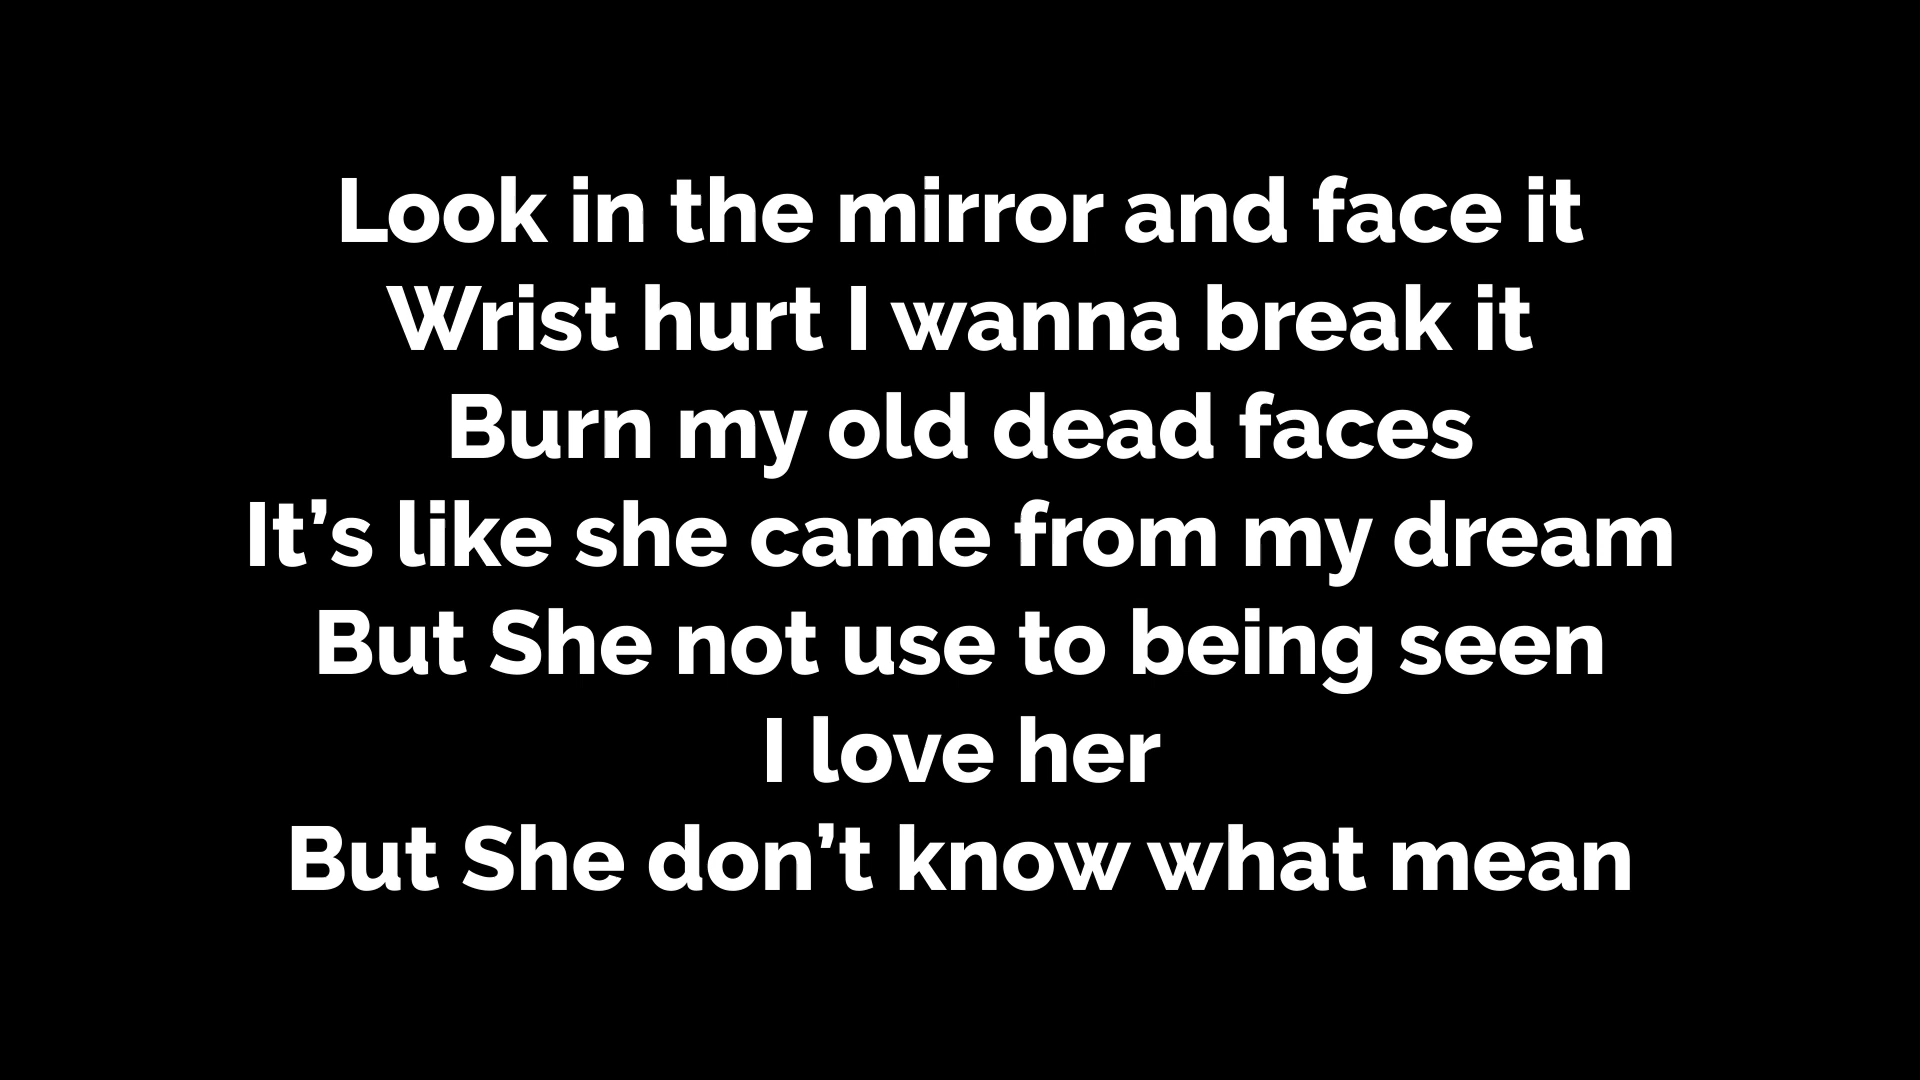 Look in the mirror and face it
Wrist hurt I wanna break it
Burn my old dead faces
It’s like she came from my dream
But She not use to being seen
I love her
But She don’t know what mean